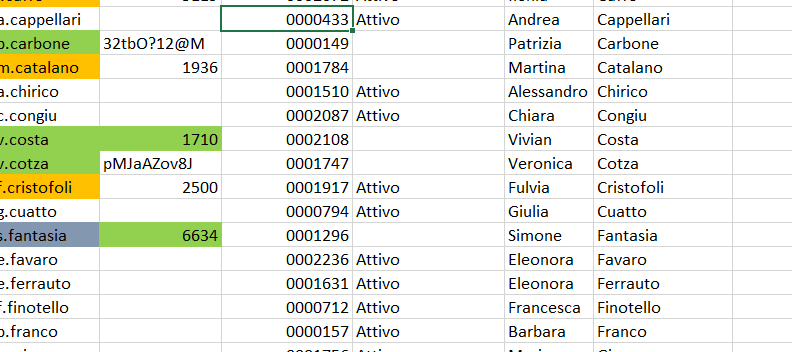 a.cappellari 0000433 Attivo Andrea Cappellari
p.carbone 32tbO?12@M 0000149 Patrizia Carbone
m.catalano 1936 0001784 Martina Catalano
a.chirico 0001510 Attivo Alessandro Chirico
c.congiu 0002087 Attivo Chiara Congiu
v.costa 1710 0002108 Vivian Costa
v.cotza pMJaAZov8J 0001747 Veronica Cotza
f.cristofoli 2500 0001917 Attivo Fulvia Cristofoli
g.cuatto 0000794 Attivo Giulia Cuatto
s.fantasia 6634 0001296 Simone Fantasia
e.favaro 0002236 Attivo Eleonora Favaro
e.ferrauto 0001631 Attivo Eleonora Ferrauto
f.finotello 0000712 Attivo Francesca Finotello
b.franco 0000157 Attivo Barbara Franco